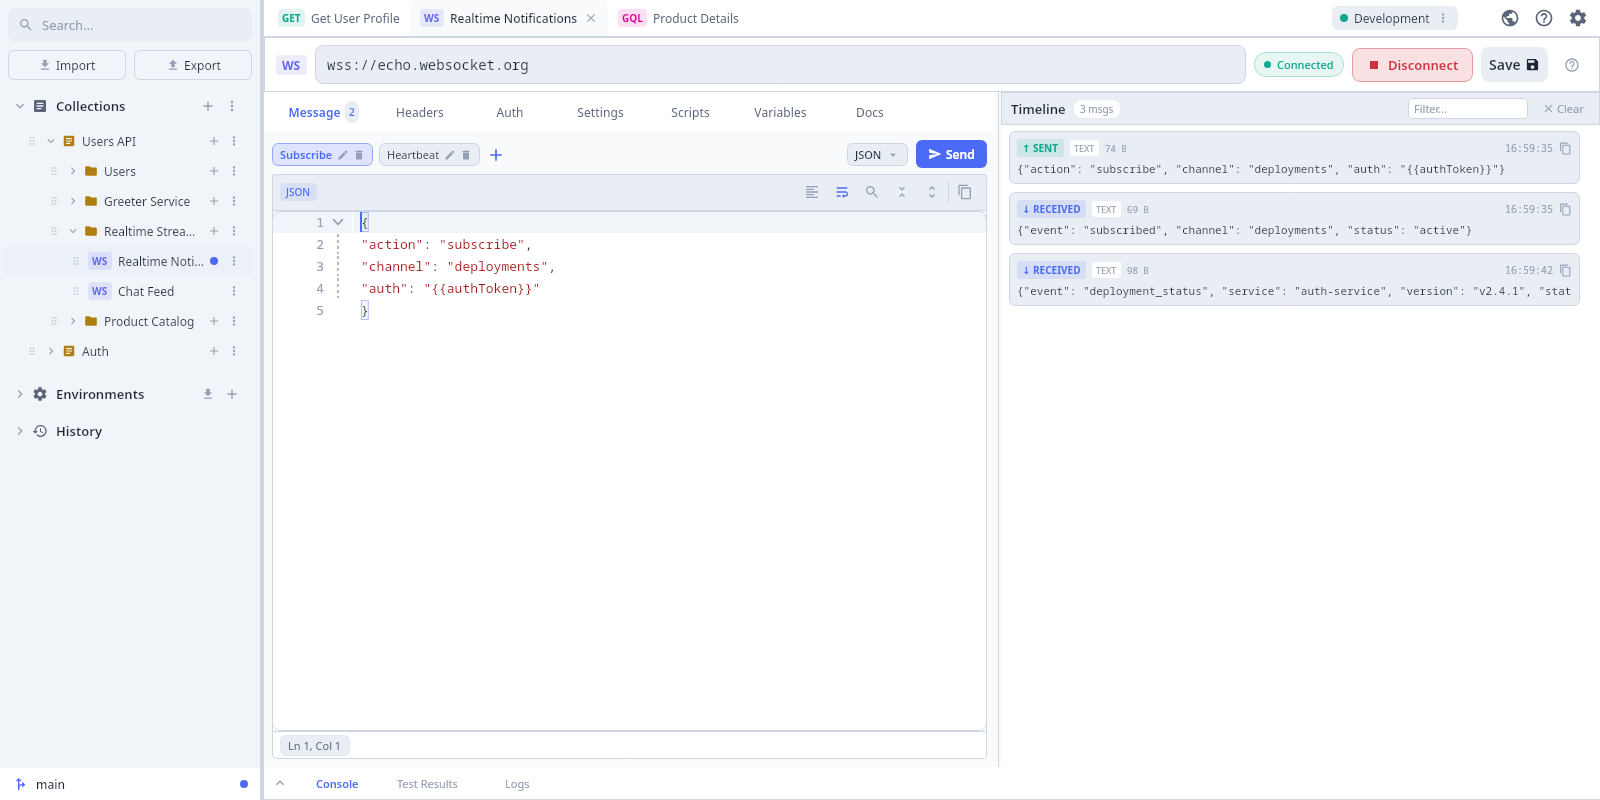 Search...
Import
Export
Collections
Users API
Users
Greeter Service
Realtime Strea...
WS Realtime Noti...
WS Chat Feed
Product Catalog
Auth
Environments
History
main
GET Get User Profile
WS Realtime Notifications
GQL Product Details
Development
WS wss://echo.websocket.org
Connected
Disconnect
Save
Message 2
Headers
Auth
Settings
Scripts
Variables
Docs
Subscribe
Heartbeat
JSON
Send
JSON
1 {
2 "action": "subscribe",
3 "channel": "deployments",
4 "auth": "{{authToken}}"
5 }
Ln 1, Col 1
Console
Test Results
Logs
Timeline 3 msgs
Filter...
Clear
↑ SENT TEXT 74 B 16:59:35
{"action": "subscribe", "channel": "deployments", "auth": "{{authToken}}"}
↓ RECEIVED TEXT 69 B 16:59:35
{"event": "subscribed", "channel": "deployments", "status": "active"}
↓ RECEIVED TEXT 98 B 16:59:42
{"event": "deployment_status", "service": "auth-service", "version": "v2.4.1", "stat